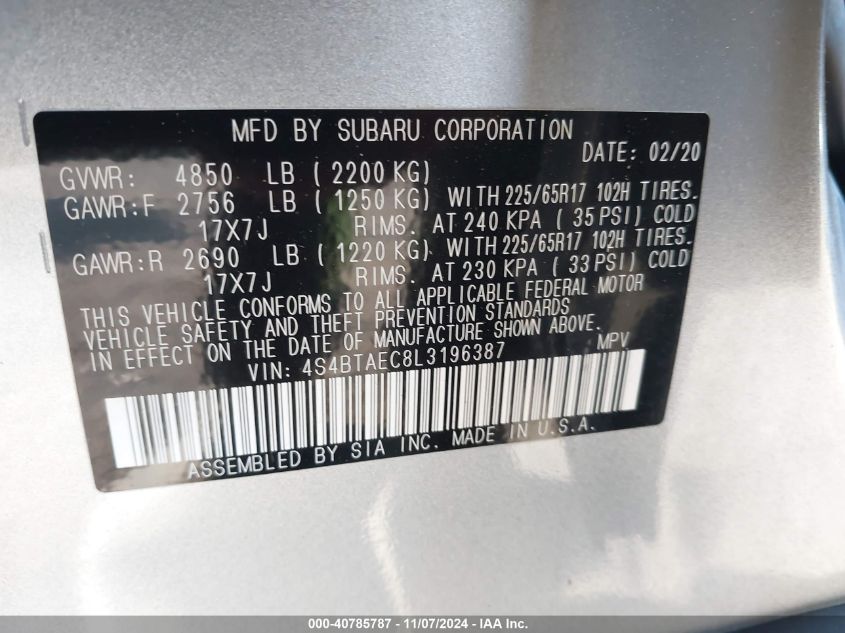 MFD BY SUBARU CORPORATION
DATE: 02/20
GVWR: 4850 LB ( 2200 KG)
GAWR:F 2756 LB ( 1250 KG) WITH 225/65R17 102H TIRES.
17X7J RIMS. AT 240 KPA ( 35 PSI) COLD
GAWR:R 2690 LB ( 1220 KG) WITH 225/65R17 102H TIRES.
17X7J RIMS. AT 230 KPA ( 33 PSI) COLD
THIS VEHICLE CONFORMS TO ALL APPLICABLE FEDERAL MOTOR
VEHICLE SAFETY AND THEFT PREVENTION STANDARDS
IN EFFECT ON THE DATE OF MANUFACTURE SHOWN ABOVE.
VIN: 4S4BTAEC8L3196387 MPV
ASSEMBLED BY SIA INC. MADE IN U.S.A.
000-40785787 - 11/07/2024 - IAA Inc.